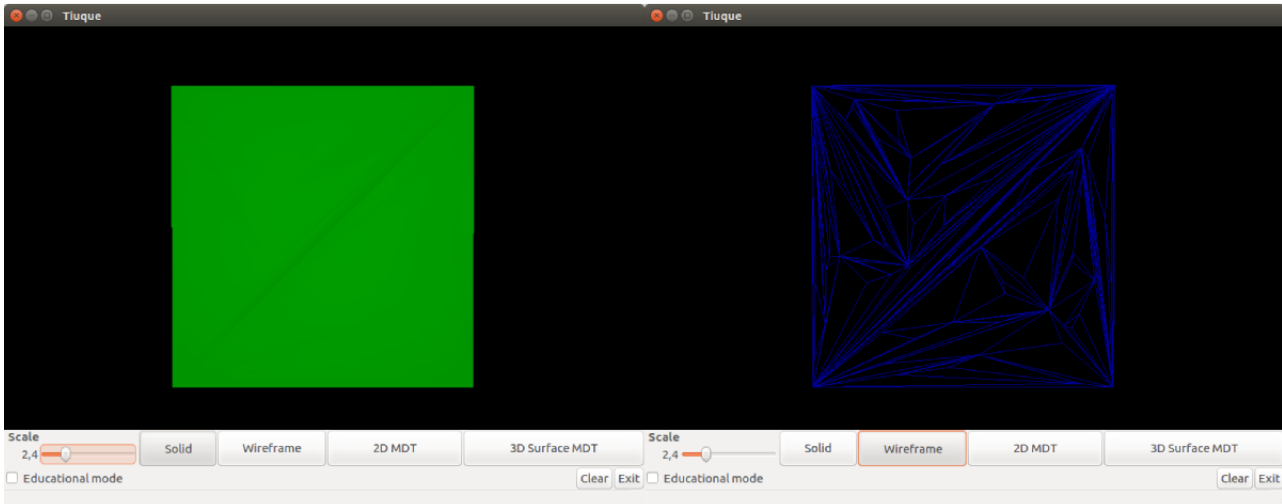 Tiuque
Scale
2,4
Solid
Wireframe
2D MDT
3D Surface MDT
Educational mode
Clear
Exit
Tiuque
Scale
2,4
Solid
Wireframe
2D MDT
3D Surface MDT
Educational mode
Clear
Exit